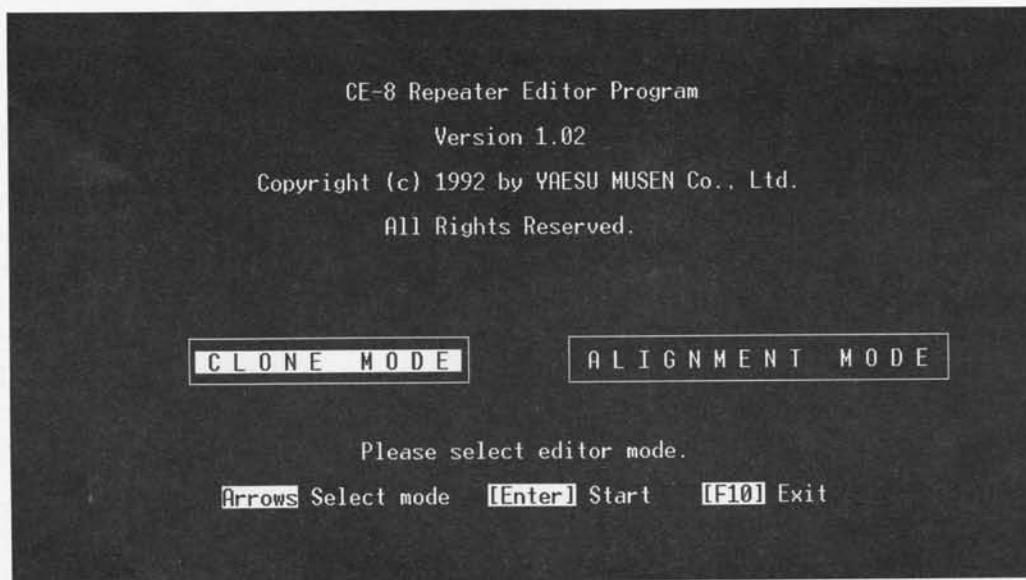 CE-8 Repeater Editor Program
Version 1.02
Copyright (c) 1992 by YAESU MUSEN Co., Ltd.
All Rights Reserved.
CLONE MODE
ALIGNMENT MODE
Please select editor mode.
Arrows Select mode [Enter] Start [F10] Exit